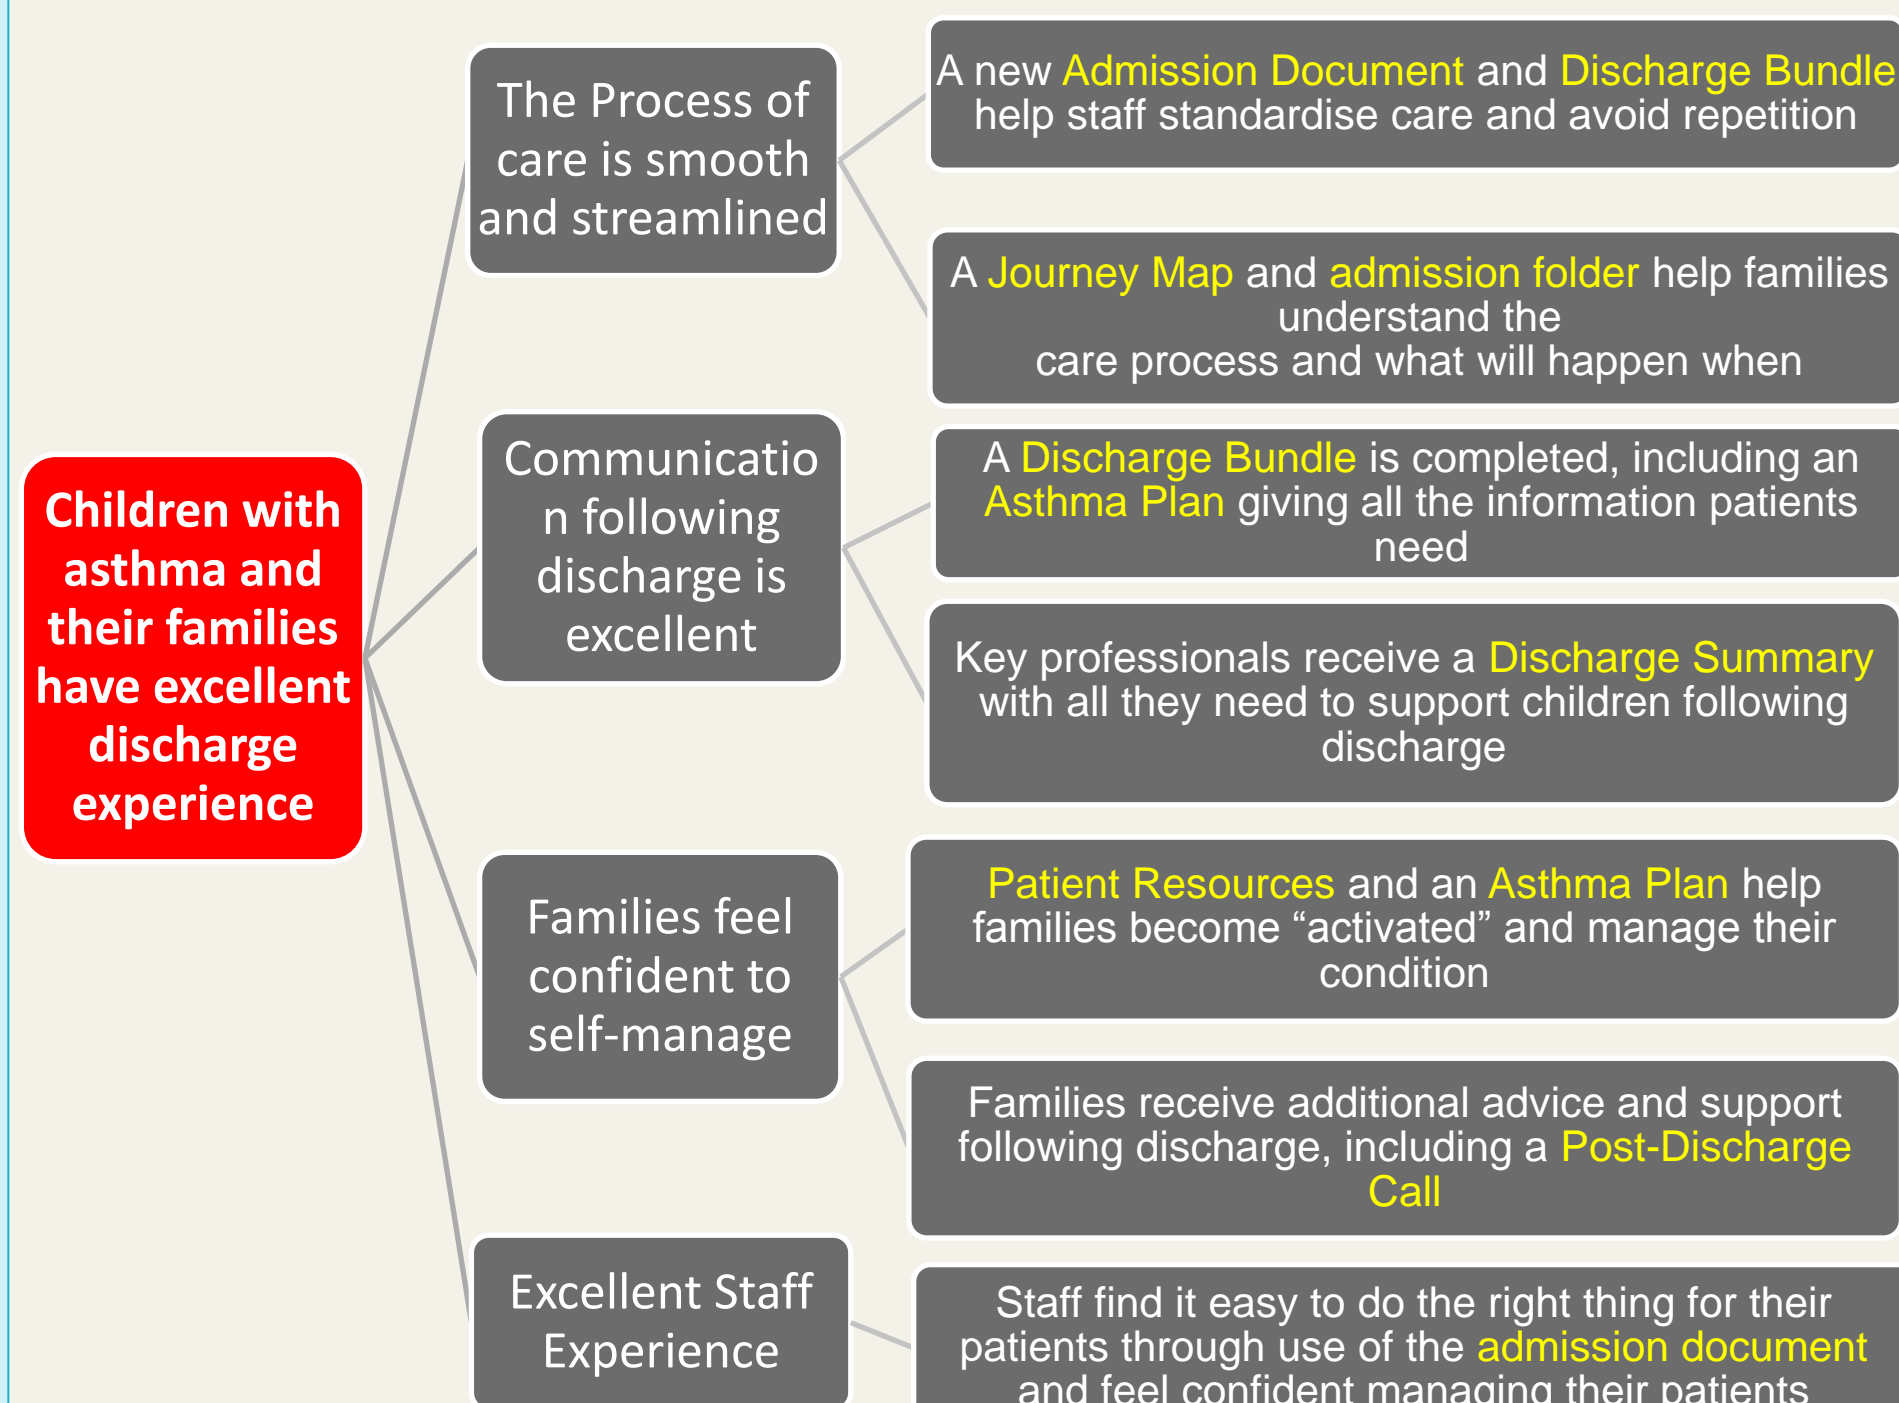 Children with
asthma and
their families
have excellent
discharge
experience
The Process of
care is smooth
and streamlined
A new Admission Document and Discharge Bundle
help staff standardise care and avoid repetition
A Journey Map and admission folder help families
understand the
care process and what will happen when
Communicatio
n following
discharge is
excellent
A Discharge Bundle is completed, including an
Asthma Plan giving all the information patients
need
Key professionals receive a Discharge Summary
with all they need to support children following
discharge
Families feel
confident to
self-manage
Patient Resources and an Asthma Plan help
families become “activated” and manage their
condition
Families receive additional advice and support
following discharge, including a Post-Discharge
Call
Excellent Staff
Experience
Staff find it easy to do the right thing for their
patients through use of the admission document
and feel confident managing their patients